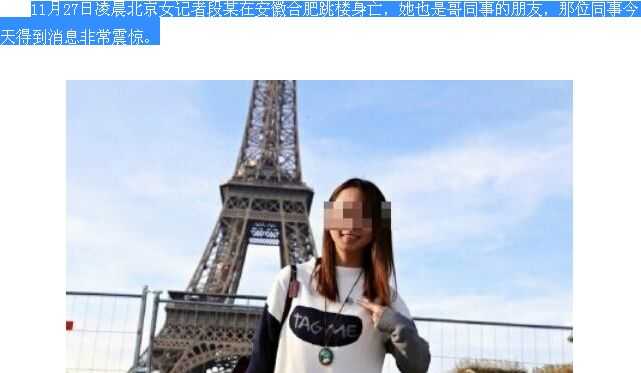 11月27日凌晨北京女记者段某在安徽合肥跳楼身亡，她也是哥同事的朋友，那位同事今
天得到消息非常震惊。
TAG ME